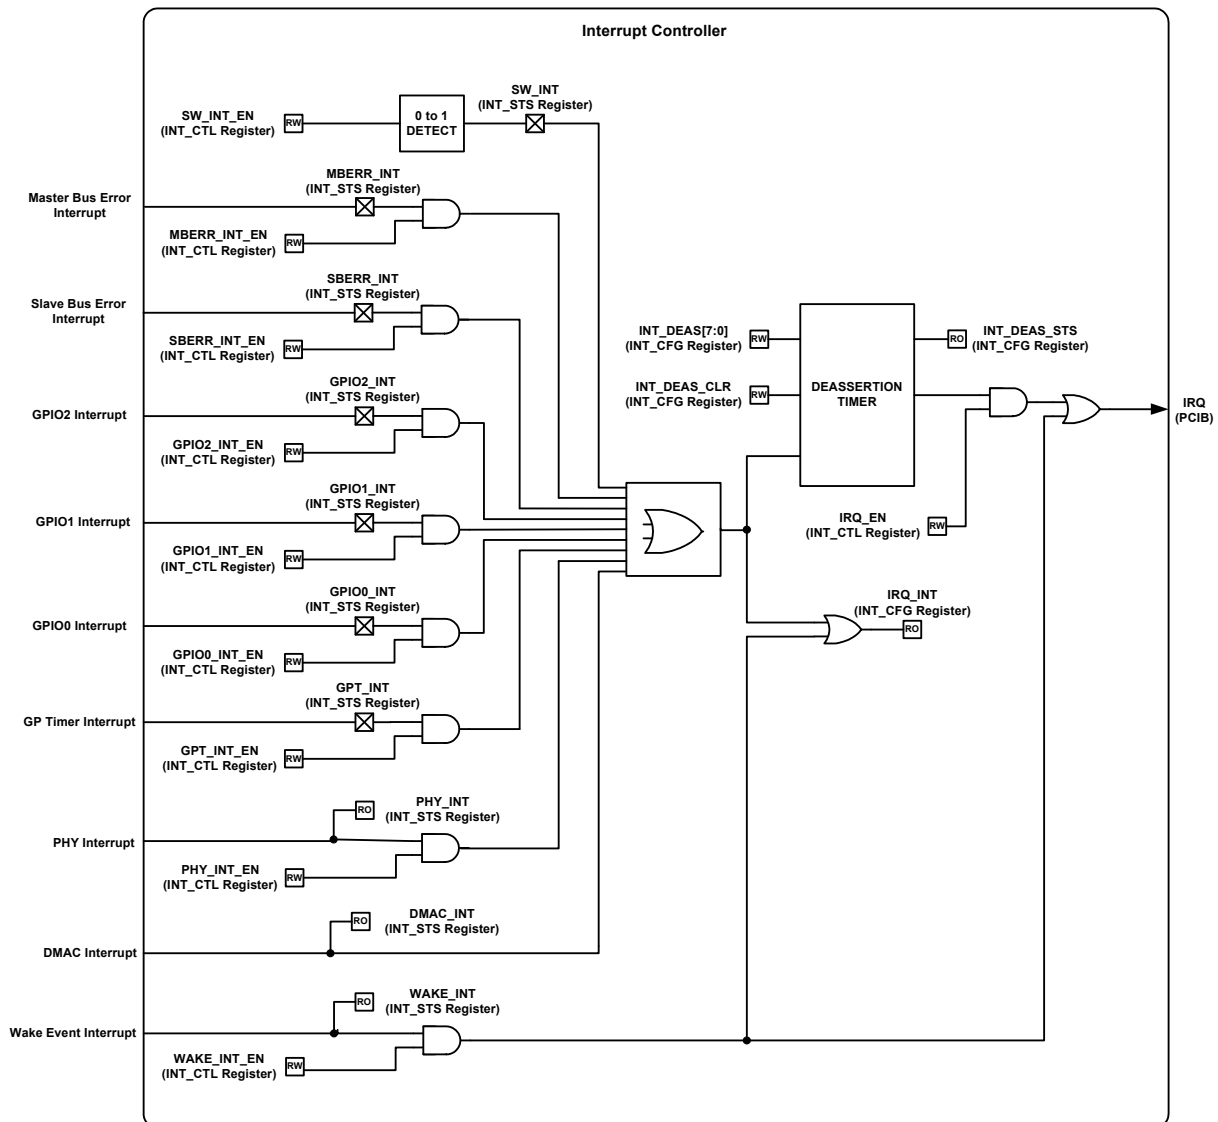 Interrupt Controller
SW_INT
(INT_STS Register)
SW_INT_EN
(INT_CTL Register)
RW
0 to 1
DETECT
MBERR_INT
(INT_STS Register)
Master Bus Error
Interrupt
MBERR_INT_EN
(INT_CTL Register)
RW
SBERR_INT
(INT_STS Register)
Slave Bus Error
Interrupt
SBERR_INT_EN
(INT_CTL Register)
RW
INT_DEAS[7:0]
(INT_CFG Register)
RW
RO
INT_DEAS_STS
(INT_CFG Register)
INT_DEAS_CLR
(INT_CFG Register)
RW
DEASSERTION
TIMER
IRQ
(PCIB)
GPIO2_INT
(INT_STS Register)
GPIO2 Interrupt
GPIO2_INT_EN
(INT_CTL Register)
RW
GPIO1_INT
(INT_STS Register)
GPIO1 Interrupt
GPIO1_INT_EN
(INT_CTL Register)
RW
IRQ_EN
(INT_CTL Register)
RW
GPIO0_INT
(INT_STS Register)
GPIO0 Interrupt
GPIO0_INT_EN
(INT_CTL Register)
RW
IRQ_INT
(INT_CFG Register)
RO
GPT_INT
(INT_STS Register)
GP Timer Interrupt
GPT_INT_EN
(INT_CTL Register)
RW
RO
PHY_INT
(INT_STS Register)
PHY Interrupt
PHY_INT_EN
(INT_CTL Register)
RW
RO
DMAC_INT
(INT_STS Register)
DMAC Interrupt
RO
WAKE_INT
(INT_STS Register)
Wake Event Interrupt
WAKE_INT_EN
(INT_CTL Register)
RW